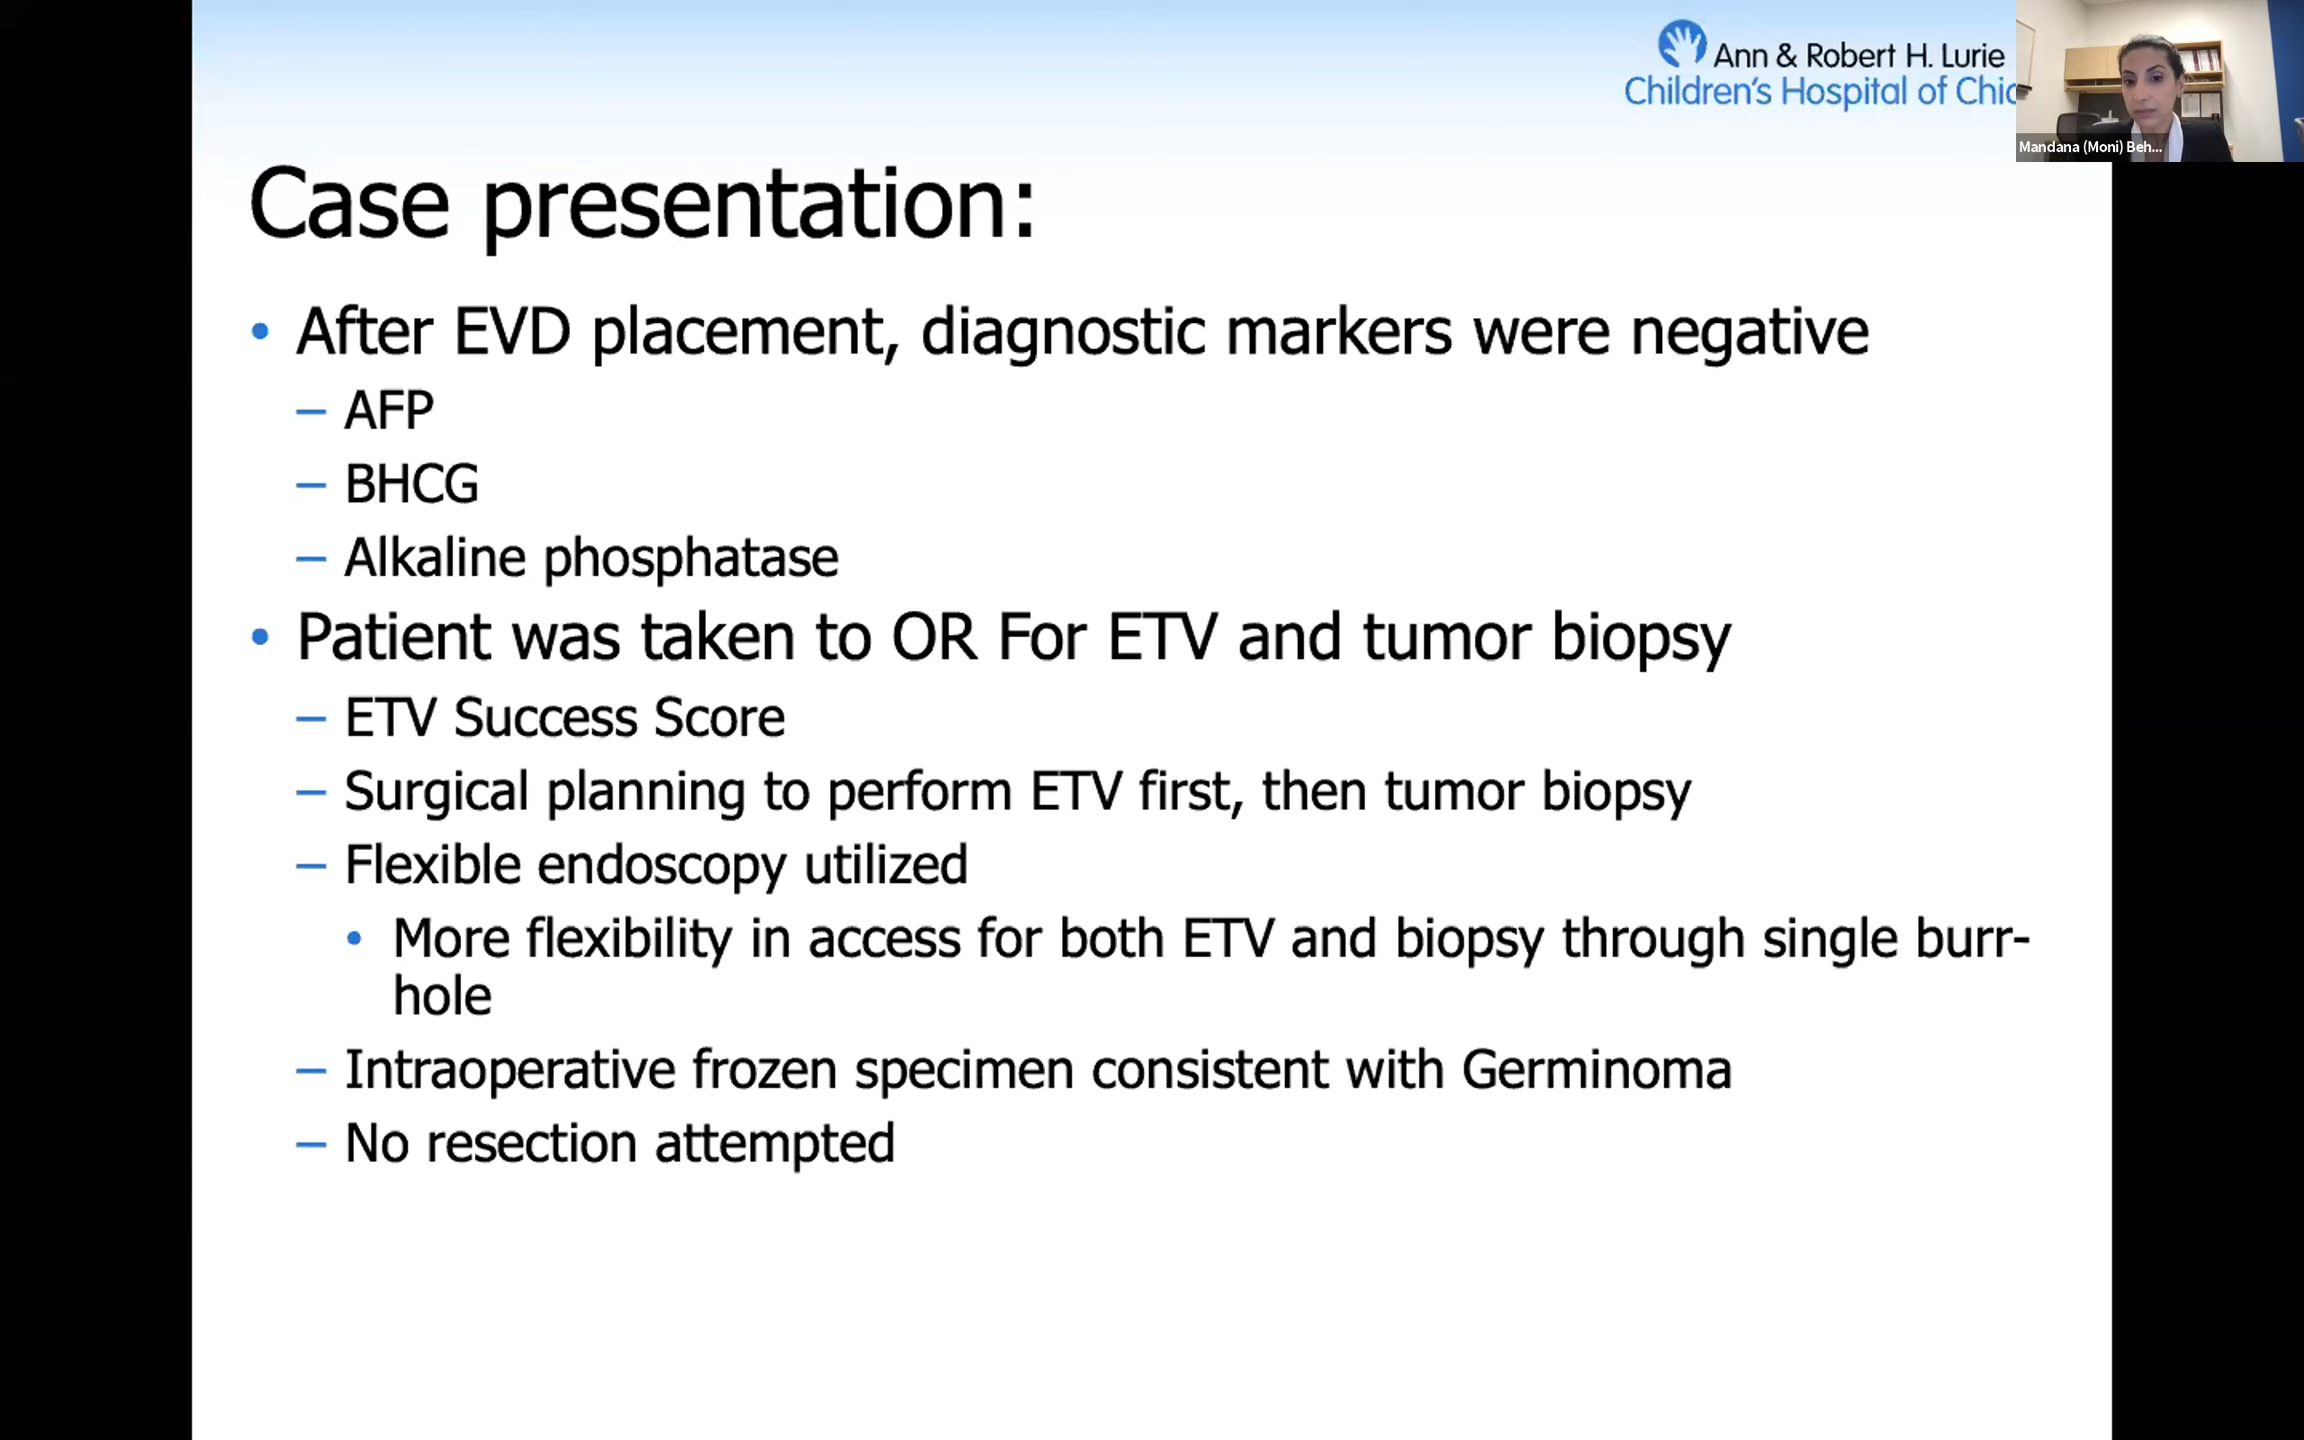 Ann & Robert H. Lurie
Children's Hospital of Chic
Mandana (Moni) Beh...
Case presentation:
• After EVD placement, diagnostic markers were negative
– AFP
– BHCG
– Alkaline phosphatase
• Patient was taken to OR For ETV and tumor biopsy
– ETV Success Score
– Surgical planning to perform ETV first, then tumor biopsy
– Flexible endoscopy utilized
• More flexibility in access for both ETV and biopsy through single burr-
hole
– Intraoperative frozen specimen consistent with Germinoma
– No resection attempted